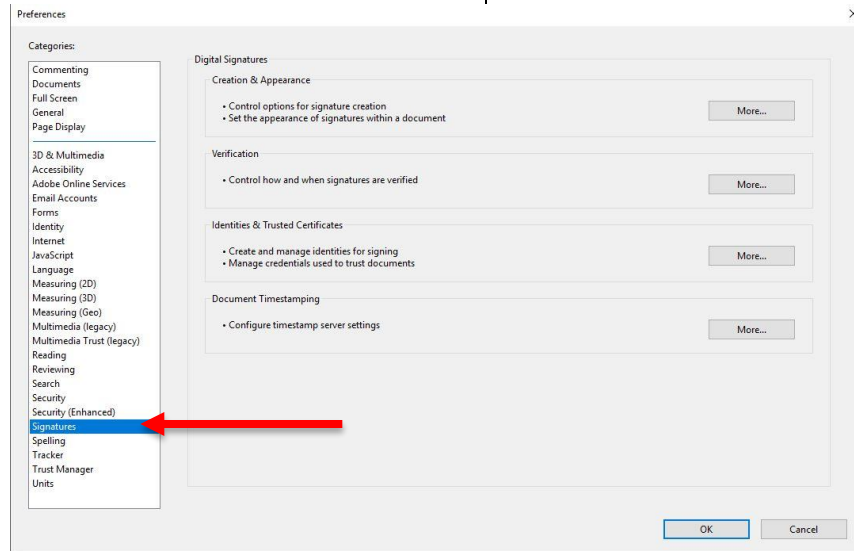 Preferences
Categories:
Commenting
Documents
Full Screen
General
Page Display
3D & Multimedia
Accessibility
Adobe Online Services
Email Accounts
Forms
Identity
Internet
JavaScript
Language
Measuring (2D)
Measuring (3D)
Measuring (Geo)
Multimedia (legacy)
Multimedia Trust (legacy)
Reading
Reviewing
Search
Security
Security (Enhanced)
Signatures
Spelling
Tracker
Trust Manager
Units
Digital Signatures
Creation & Appearance
• Control options for signature creation
• Set the appearance of signatures within a document
More...
Verification
• Control how and when signatures are verified
More...
Identities & Trusted Certificates
• Create and manage identities for signing
• Manage credentials used to trust documents
More...
Document Timestamping
• Configure timestamp server settings
More...
OK
Cancel